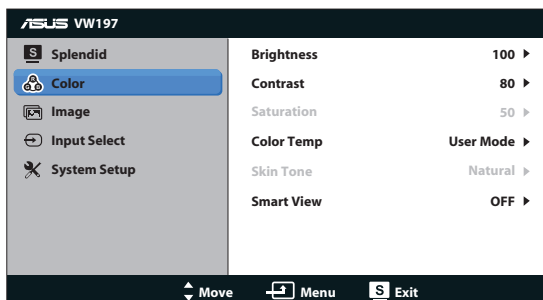 ASUS VW197
S Splendid
Color
Image
Input Select
System Setup
Brightness 100
Contrast 80
Saturation 50
Color Temp User Mode
Skin Tone Natural
Smart View OFF
Move Menu S Exit